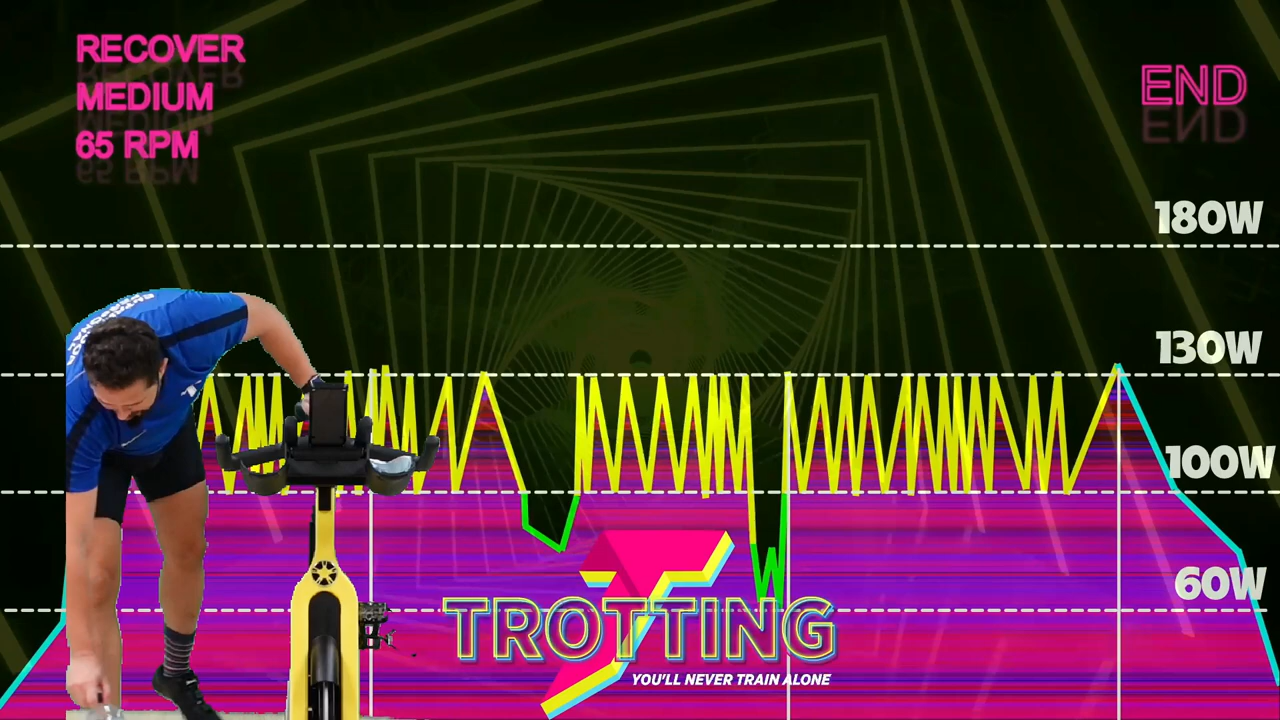 RECOVER
MEDIUM
65 RPM
END
180W
130W
100W
60W
TROTTING
YOU'LL NEVER TRAIN ALONE